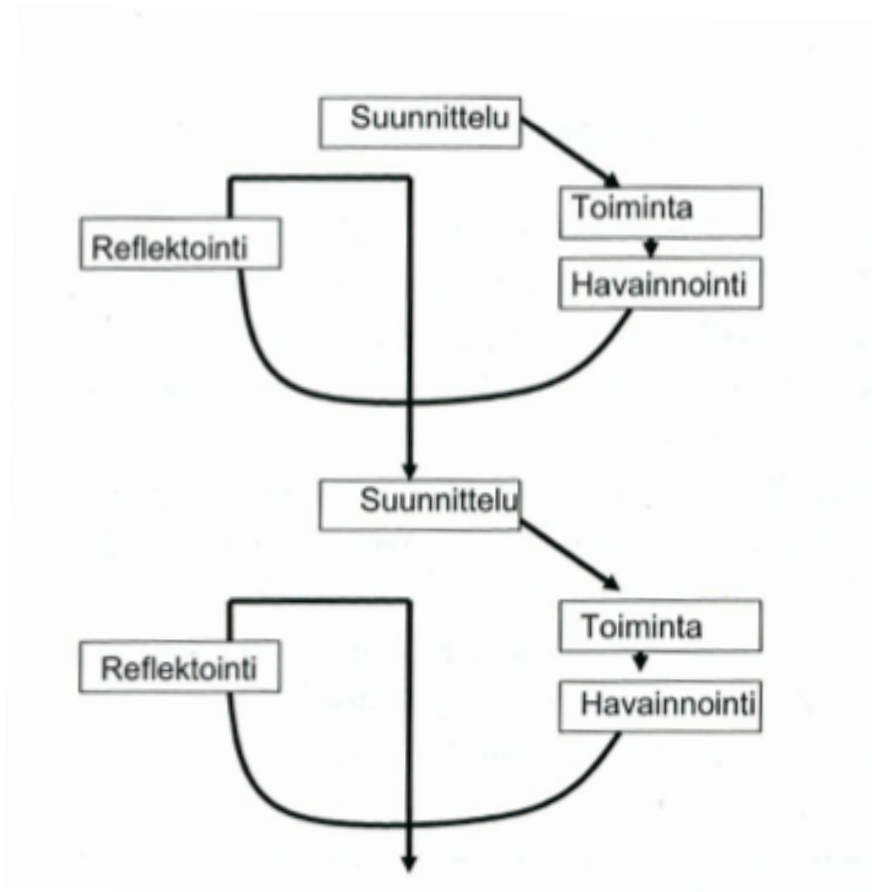 Suunnittelu
Toiminta
Reflektointi
Havainnointi
Suunnittelu
Toiminta
Reflektointi
Havainnointi